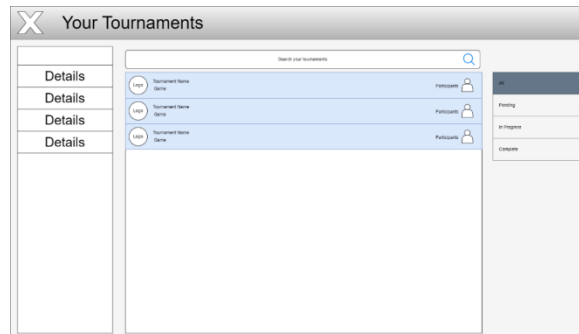 X Your Tournaments
Search your tournaments
Details
Details
Details
Details
Logo
Tournament Name
Game
Participants
Logo
Tournament Name
Game
Participants
Logo
Tournament Name
Game
Participants
All
Pending
In Progress
Complete